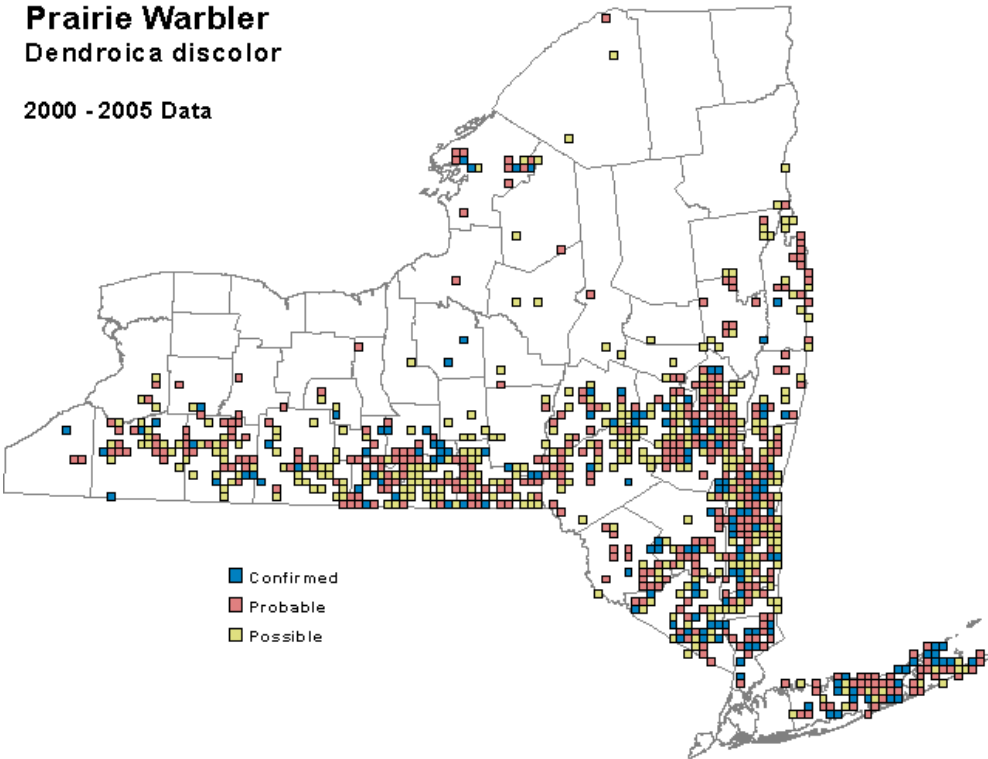 Prairie Warbler
Dendroica discolor
2000 - 2005 Data
Confirmed
Probable
Possible